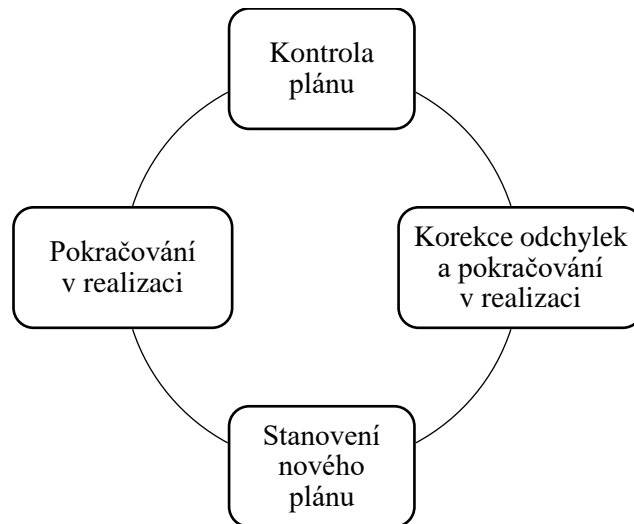 Kontrola
plánu
Pokračování
v realizaci
Korekce odchylek
a pokračování
v realizaci
Stanovení
nového
plánu